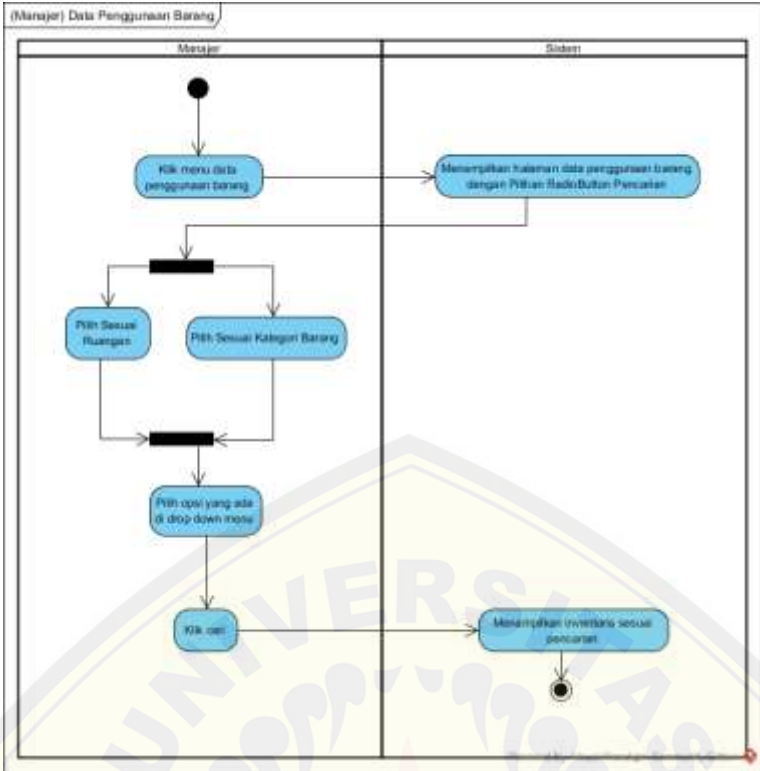 (Manajer) Data Penggunaan Barang
Manajer
Sistem
Klik menu data
penggunaan barang
Menampilkan halaman data penggunaan barang
dengan Pilihan RadioButton Pencarian
Pilih Sesuai
Ruangan
Pilih Sesuai Kategori Barang
Pilih opsi yang ada
di drop down menu
Klik cari
Menampilkan inventaris sesuai
pencarian
UNIVERSITAS